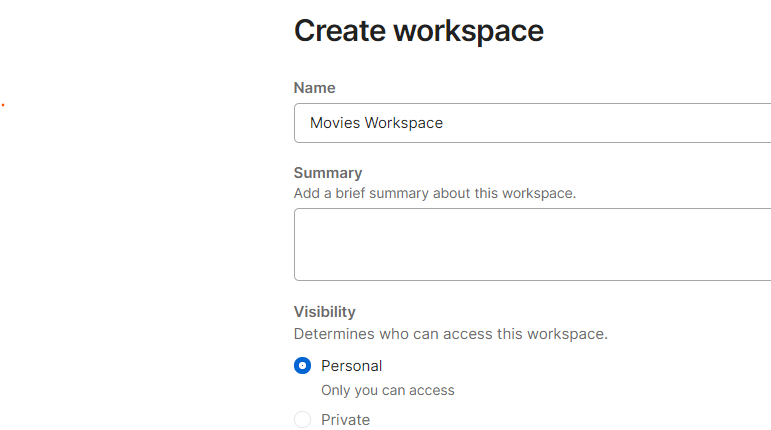 Create workspace
Name
Movies Workspace
Summary
Add a brief summary about this workspace.
Visibility
Determines who can access this workspace.
Personal
Only you can access
Private